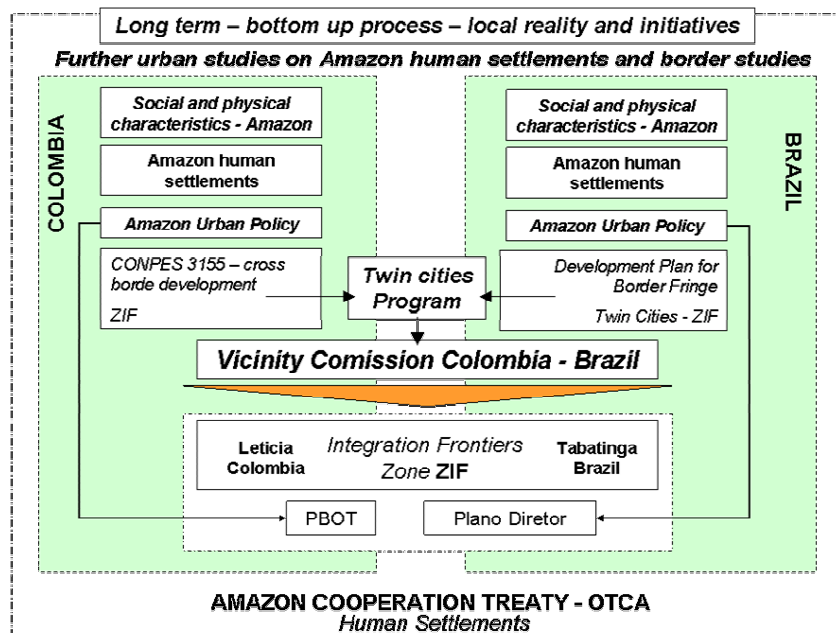 Long term – bottom up process – local reality and initiatives
Further urban studies on Amazon human settlements and border studies
COLOMBIA
Social and physical
characteristics - Amazon
Amazon human
settlements
Amazon Urban Policy
CONPES 3155 – cross
borde development
ZIF
BRAZIL
Social and physical
characteristics - Amazon
Amazon human
settlements
Amazon Urban Policy
Development Plan for
Border Fringe
Twin Cities - ZIF
Twin cities
Program
Vicinity Comission Colombia - Brazil
Leticia
Colombia
Integration Frontiers
Zone ZIF
Tabatinga
Brazil
PBOT
Plano Diretor
AMAZON COOPERATION TREATY - OTCA
Human Settlements